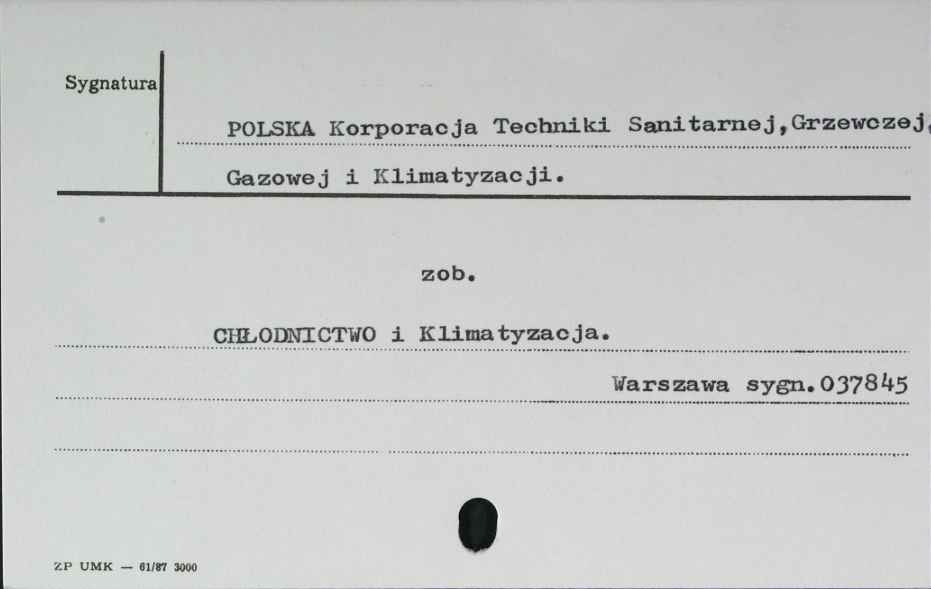 Sygnatura
POLSKA Korporacja Techniki Sanitarnej,Grzewczej,
Gazowej i Klimatyzacji.
zob.
CHŁODNICTWO i Klimatyzacja.
Warszawa sygn.037845
ZP UMK — 61/87 3000